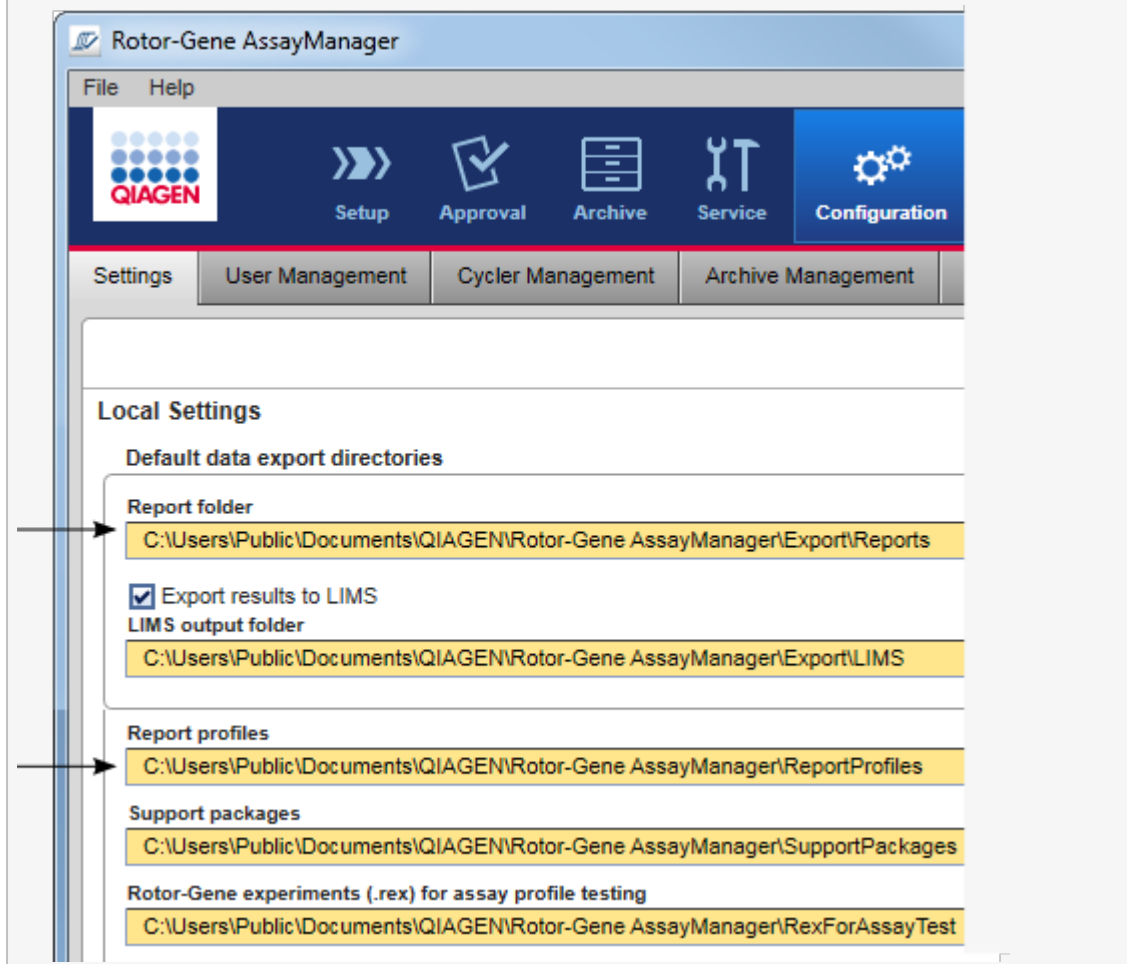 Rotor-Gene AssayManager
File Help
QIAGEN
Setup Approval Archive Service Configuration
Settings User Management Cycler Management Archive Management
Local Settings
Default data export directories
Report folder
C:\Users\Public\Documents\QIAGEN\Rotor-Gene AssayManager\Export\Reports
Export results to LIMS
LIMS output folder
C:\Users\Public\Documents\QIAGEN\Rotor-Gene AssayManager\Export\LIMS
Report profiles
C:\Users\Public\Documents\QIAGEN\Rotor-Gene AssayManager\ReportProfiles
Support packages
C:\Users\Public\Documents\QIAGEN\Rotor-Gene AssayManager\SupportPackages
Rotor-Gene experiments (.rex) for assay profile testing
C:\Users\Public\Documents\QIAGEN\Rotor-Gene AssayManager\RexForAssayTest